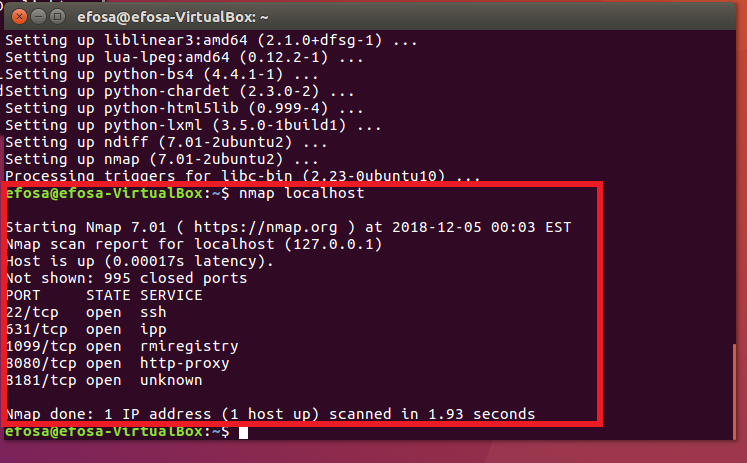 efosa@efosa-VirtualBox: ~
Setting up liblinear3:amd64 (2.1.0+dfsg-1) ...
Setting up lua-lpeg:amd64 (0.12.2-1) ...
Setting up python-bs4 (4.4.1-1) ...
Setting up python-chardet (2.3.0-2) ...
Setting up python-html5lib (0.999-4) ...
Setting up python-lxml (3.5.0-1build1) ...
Setting up ndiff (7.01-2ubuntu2) ...
Setting up nmap (7.01-2ubuntu2) ...
Processing triggers for libc-bin (2.23-0ubuntu10) ...
efosa@efosa-VirtualBox:~$ nmap localhost
Starting Nmap 7.01 ( https://nmap.org ) at 2018-12-05 00:03 EST
Nmap scan report for localhost (127.0.0.1)
Host is up (0.00017s latency).
Not shown: 995 closed ports
PORT     STATE SERVICE
22/tcp   open  ssh
631/tcp  open  ipp
1099/tcp open  rmiregistry
8080/tcp open  http-proxy
8181/tcp open  unknown
Nmap done: 1 IP address (1 host up) scanned in 1.93 seconds
efosa@efosa-VirtualBox:~$